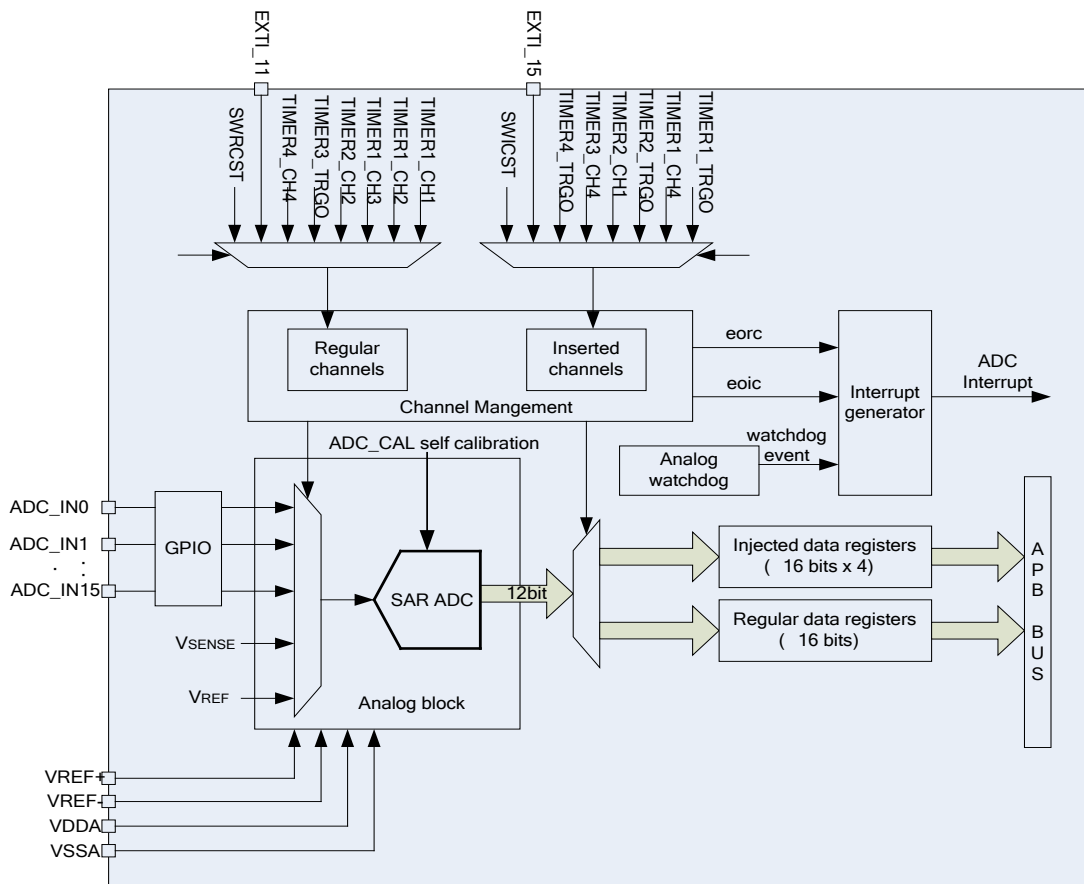 EXTI_11
EXTI_15
SWRCST
TIMER4_CH4
TIMER3_TRGO
TIMER2_CH2
TIMER1_CH3
TIMER1_CH2
TIMER1_CH1
SWICST
TIMER4_TRGO
TIMER3_CH4
TIMER2_CH1
TIMER2_TRGO
TIMER1_CH4
TIMER1_TRGO
Regular
channels
Inserted
channels
Channel Mangement
eorc
eoic
Interrupt
generator
ADC
Interrupt
watchdog
event
Analog
watchdog
ADC_CAL self calibration
ADC_IN0
ADC_IN1
. .
. .
ADC_IN15
GPIO
VSENSE
VREF
SAR ADC
12bit
Analog block
Injected data registers
( 16 bits x 4)
Regular data registers
( 16 bits)
A
P
B
B
U
S
VREF+
VREF-
VDDA
VSSA